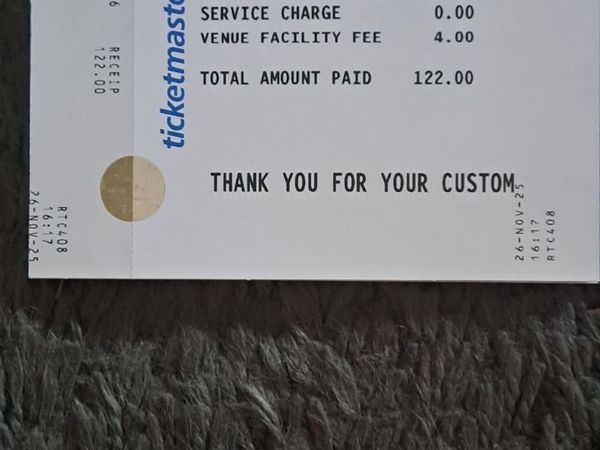 SERVICE CHARGE 0.00
VENUE FACILITY FEE 4.00
TOTAL AMOUNT PAID 122.00
THANK YOU FOR YOUR CUSTOM
ticketmaste
RECEIP
122.00
RTC408
16:17
26-NOV-25
26-NOV-25
16:17
RTC408